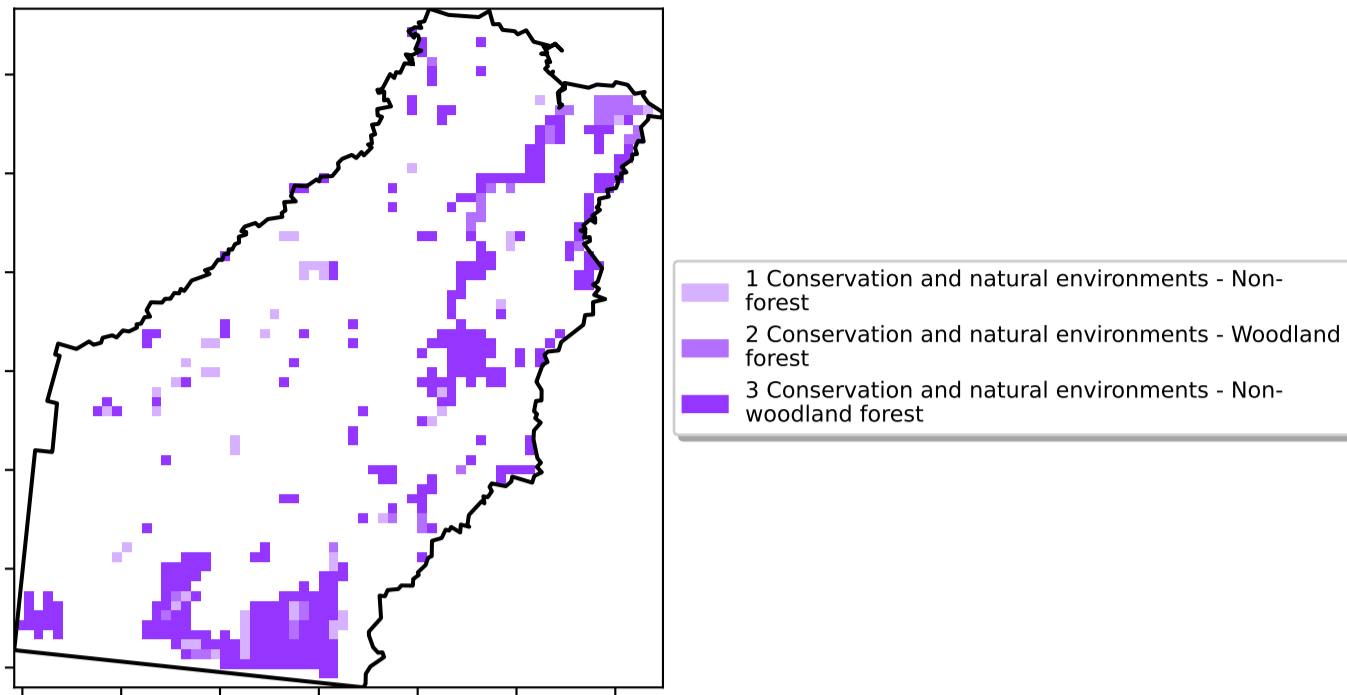 1 Conservation and natural environments - Non-
forest
2 Conservation and natural environments - Woodland
forest
3 Conservation and natural environments - Non-
woodland forest